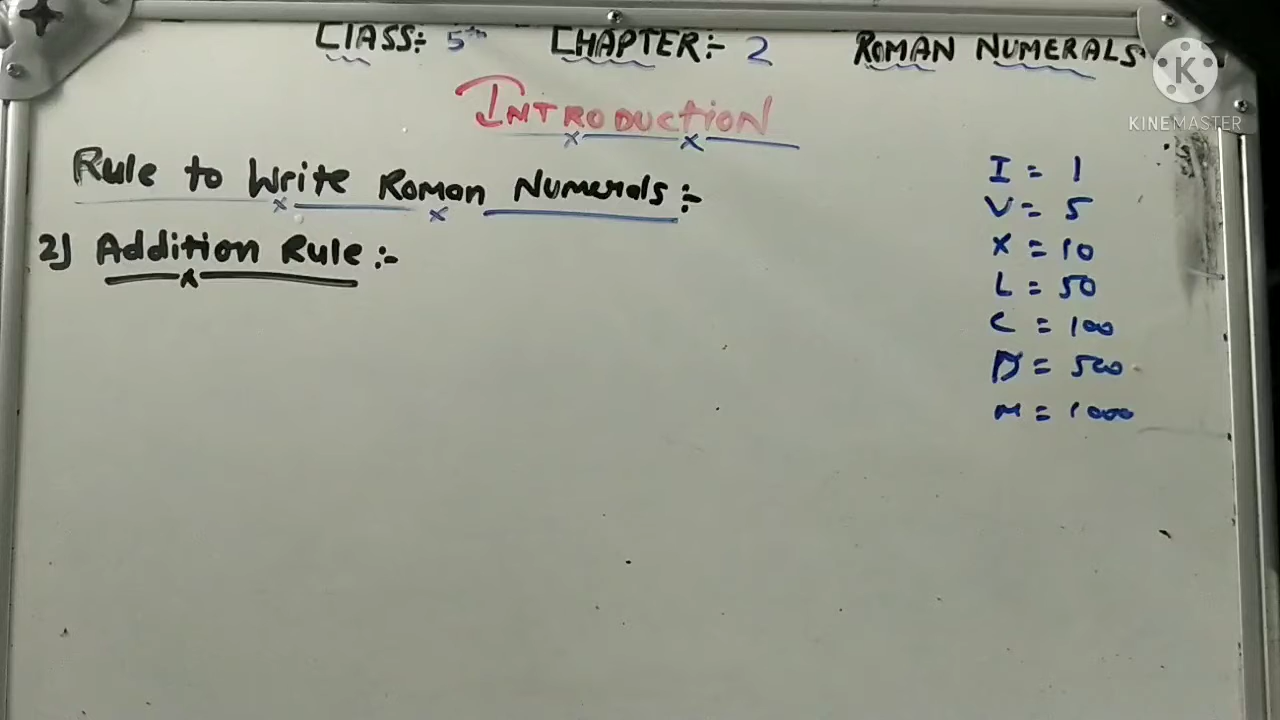 CLASS:- 5th CHAPTER:- 2 ROMAN NUMERALS
INTRODUCTION
Rule to Write Roman Numerals:-
2) Addition Rule:-
I = 1
V = 5
X = 10
L = 50
C = 100
D = 500
M = 1000
K
KINEMASTER